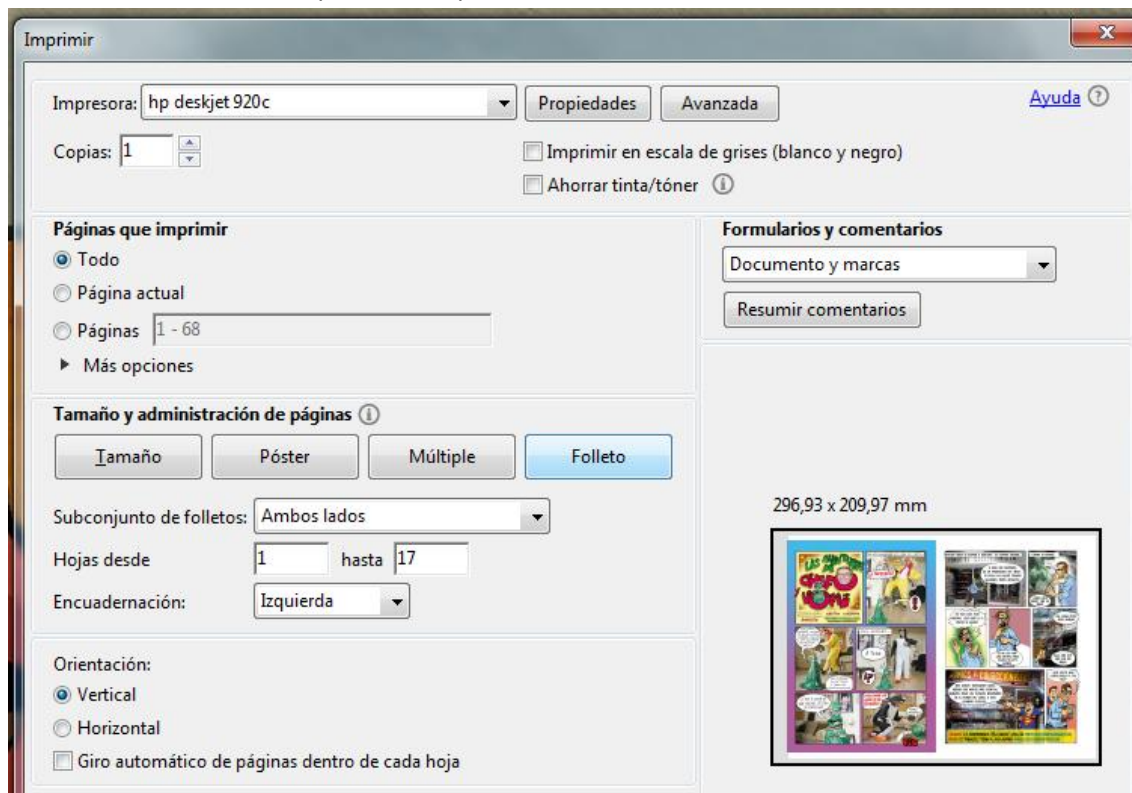 Imprimir
Impresora: hp deskjet 920c Propiedades Avanzada Ayuda
Copias: 1 Imprimir en escala de grises (blanco y negro)
Ahorrar tinta/tóner
Páginas que imprimir
Todo
Página actual
Páginas 1 - 68
Más opciones
Formularios y comentarios
Documento y marcas
Resumir comentarios
Tamaño y administración de páginas
Tamaño Póster Múltiple Folleto
Subconjunto de folletos: Ambos lados
Hojas desde 1 hasta 17
Encuadernación: Izquierda
Orientación:
Vertical
Horizontal
Giro automático de páginas dentro de cada hoja
296,93 x 209,97 mm